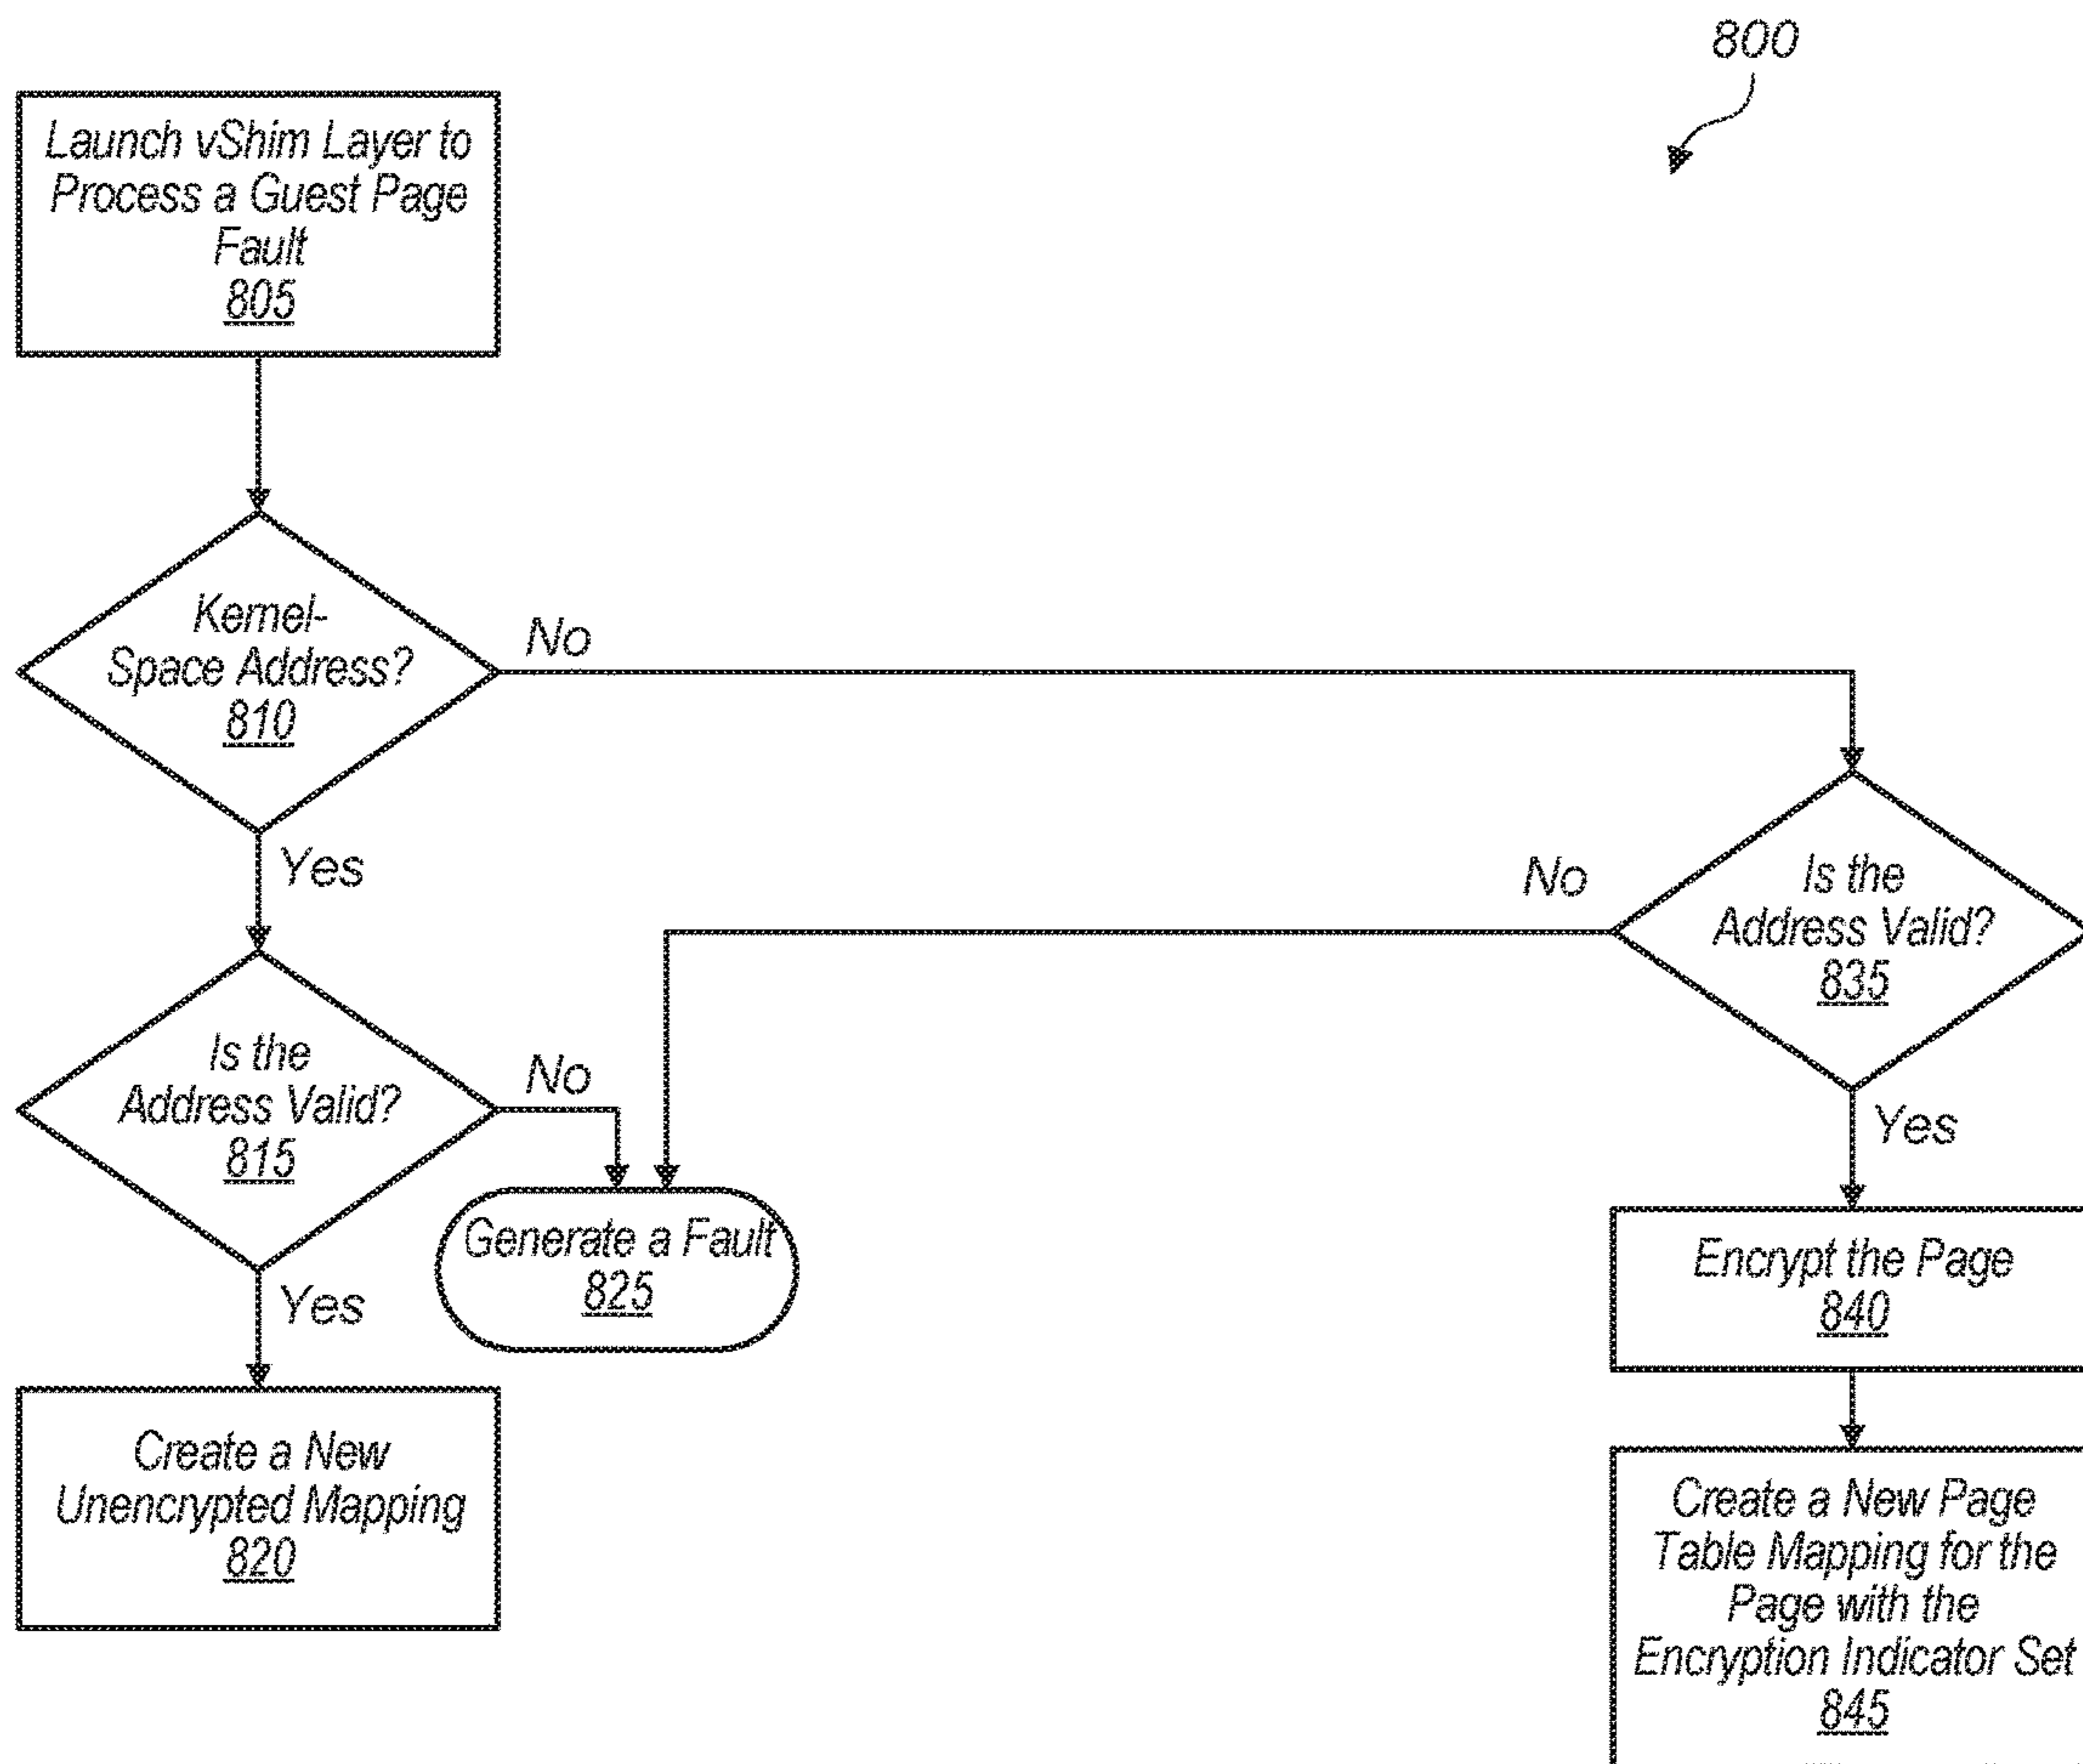 800
Launch vShim Layer to
Process a Guest Page
Fault
805
Kernel-
Space Address?
810
No
Yes
Is the
Address Valid?
835
No
Yes
Is the
Address Valid?
815
No
Yes
Generate a Fault
825
Encrypt the Page
840
Create a New
Unencrypted Mapping
820
Create a New Page
Table Mapping for the
Page with the
Encryption Indicator Set
845